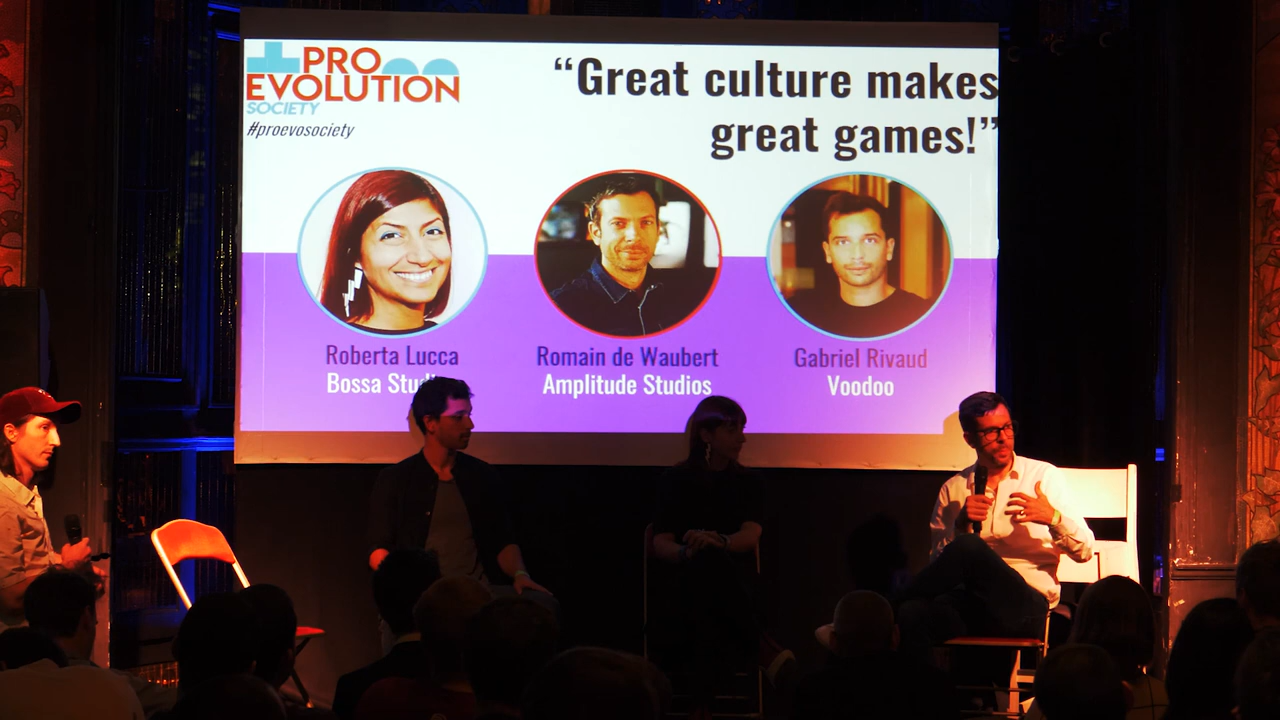 PRO
EVOLUTION
SOCIETY
#proevosociety
“Great culture makes
great games!”
Roberta Lucca
Romain de Waubert
Gabriel Rivaud
Bossa
Amplitude Studios
Voodoo